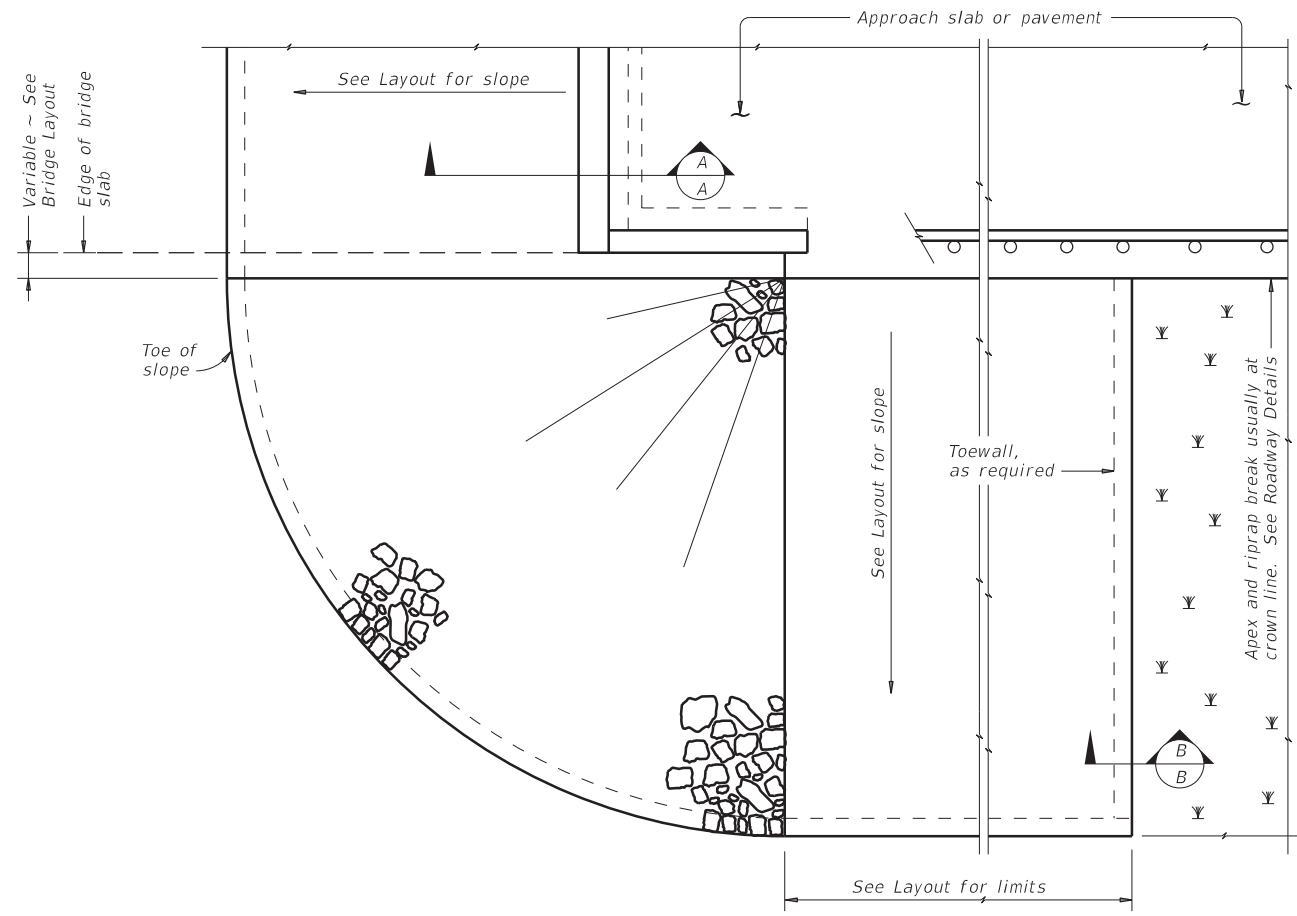 Approach slab or pavement
See Layout for slope
Variable ~ See
Bridge Layout
Edge of bridge
slab
A
A
Toe of
slope
See Layout for slope
Toewall,
as required
Apex and riprap break usually at
crown line.  See Roadway Details
B
B
See Layout for limits